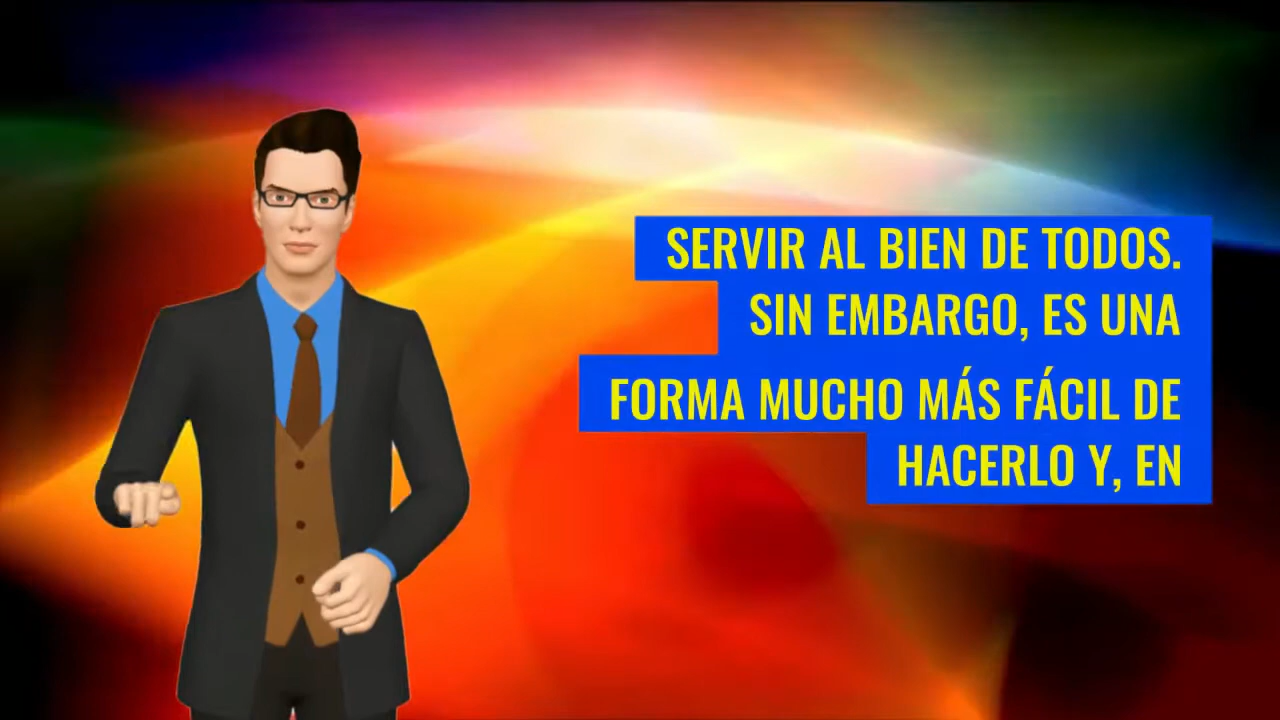 SERVIR AL BIEN DE TODOS.
SIN EMBARGO, ES UNA
FORMA MUCHO MÁS FÁCIL DE
HACERLO Y, EN